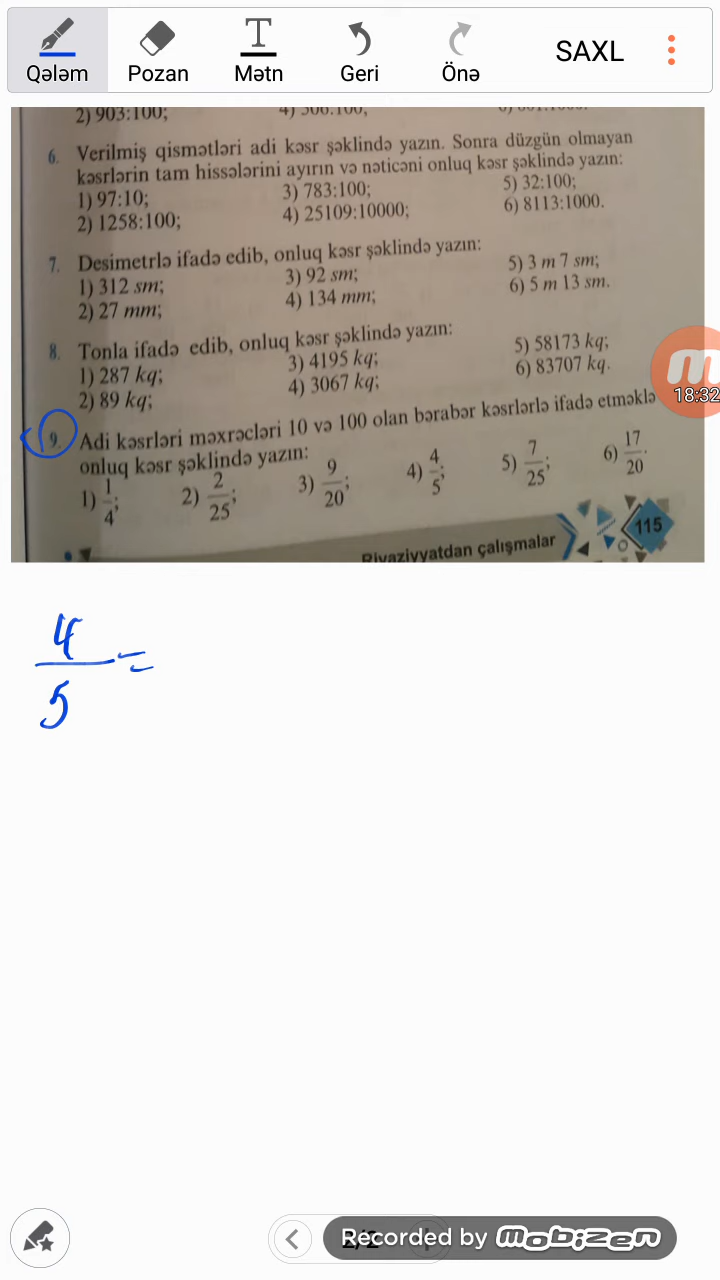 Qələm Pozan Mətn Geri Önə SAXL
2) 903:100;
6. Verilmiş qismətləri adi kəsr şəklində yazın. Sonra düzgün olmayan
kəsrlərin tam hissələrini ayırın və nəticəni onluq kəsr şəklində yazın:
1) 97:10; 3) 783:100; 5) 32:100;
2) 1258:100; 4) 25109:10000; 6) 8113:1000.
7. Desimetrlə ifadə edib, onluq kəsr şəklində yazın:
1) 312 sm; 3) 92 sm; 5) 3 m 7 sm;
2) 27 mm; 4) 134 mm; 6) 5 m 13 sm.
8. Tonla ifadə edib, onluq kəsr şəklində yazın:
1) 287 kq; 3) 4195 kq; 5) 58173 kq;
2) 89 kq; 4) 3067 kq; 6) 83707 kq.
18:32
9. Adi kəsrləri məxrəcləri 10 və 100 olan bərabər kəsrlərlə ifadə etməklə
onluq kəsr şəklində yazın:
1) 1/4; 2) 2/25; 3) 9/20; 4) 4/5; 5) 7/25; 6) 17/20.
115
Riyaziyyatdan çalışmalar
4/5 =
Recorded by mobizen